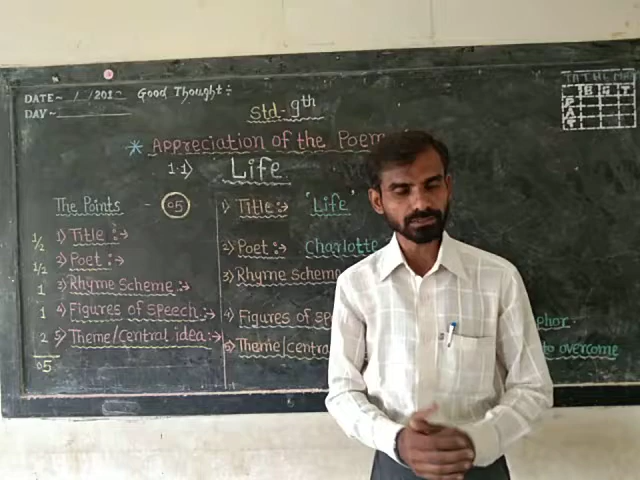 DATE~ / /201
Good Thought÷
DAY~
Std-9th
* Appreciation of the Poem
1.1) Life
The Points - 05
½ 1) Title :→
½ 2) Poet :→
1 3) Rhyme scheme :→
1 4) Figures of speech :→
2 5) Theme/Central idea :→
05
1) Title :→ 'Life'
2) Poet :→ Charlotte
3) Rhyme scheme
4) Figures of sp phor.
5) Theme/centra to overcome